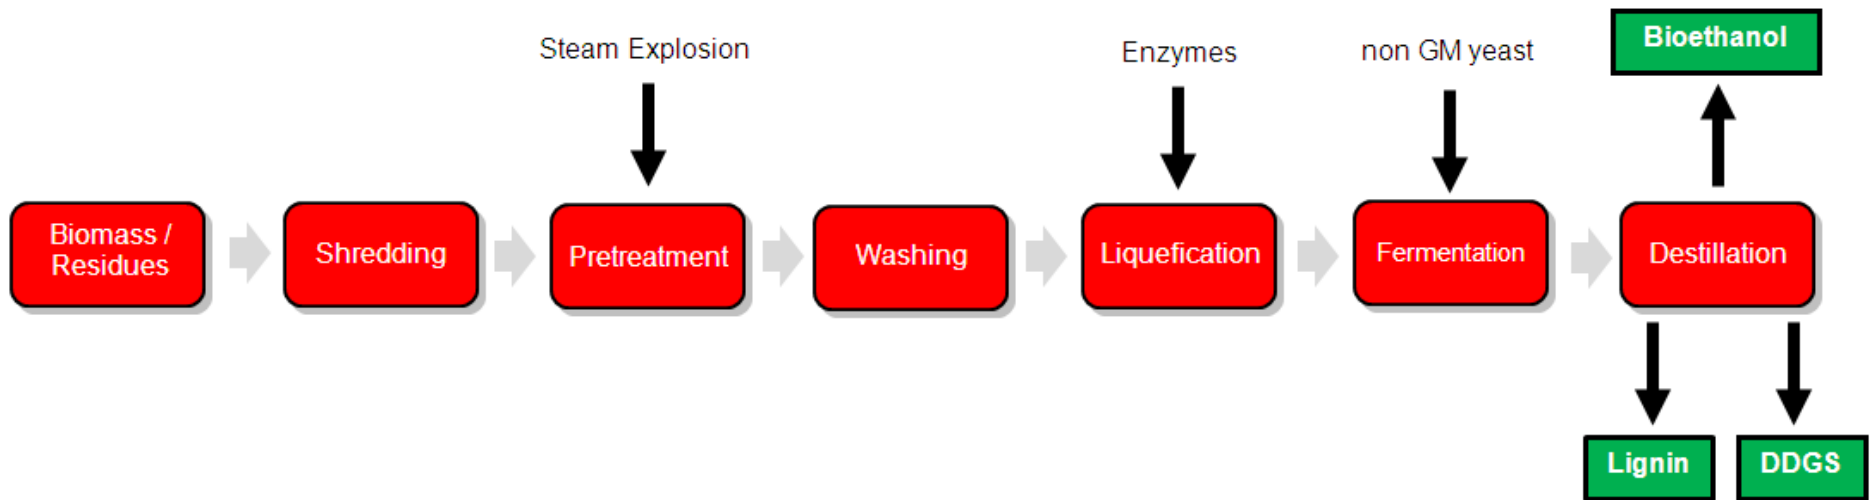 Steam Explosion
Enzymes
non GM yeast
Bioethanol
Biomass /
Residues
Shredding
Pretreatment
Washing
Liquefication
Fermentation
Destillation
Lignin
DDGS